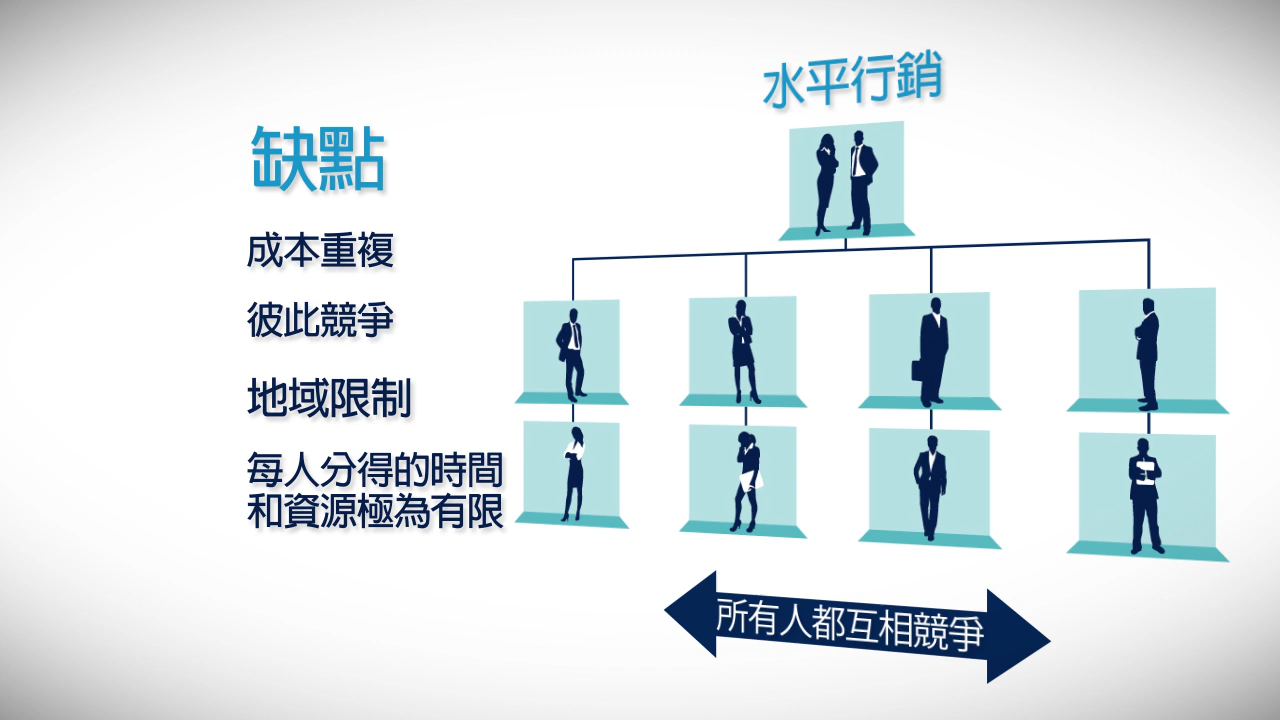 水平行銷
缺點
成本重複
彼此競爭
地域限制
每人分得的時間
和資源極為有限
所有人都互相競爭